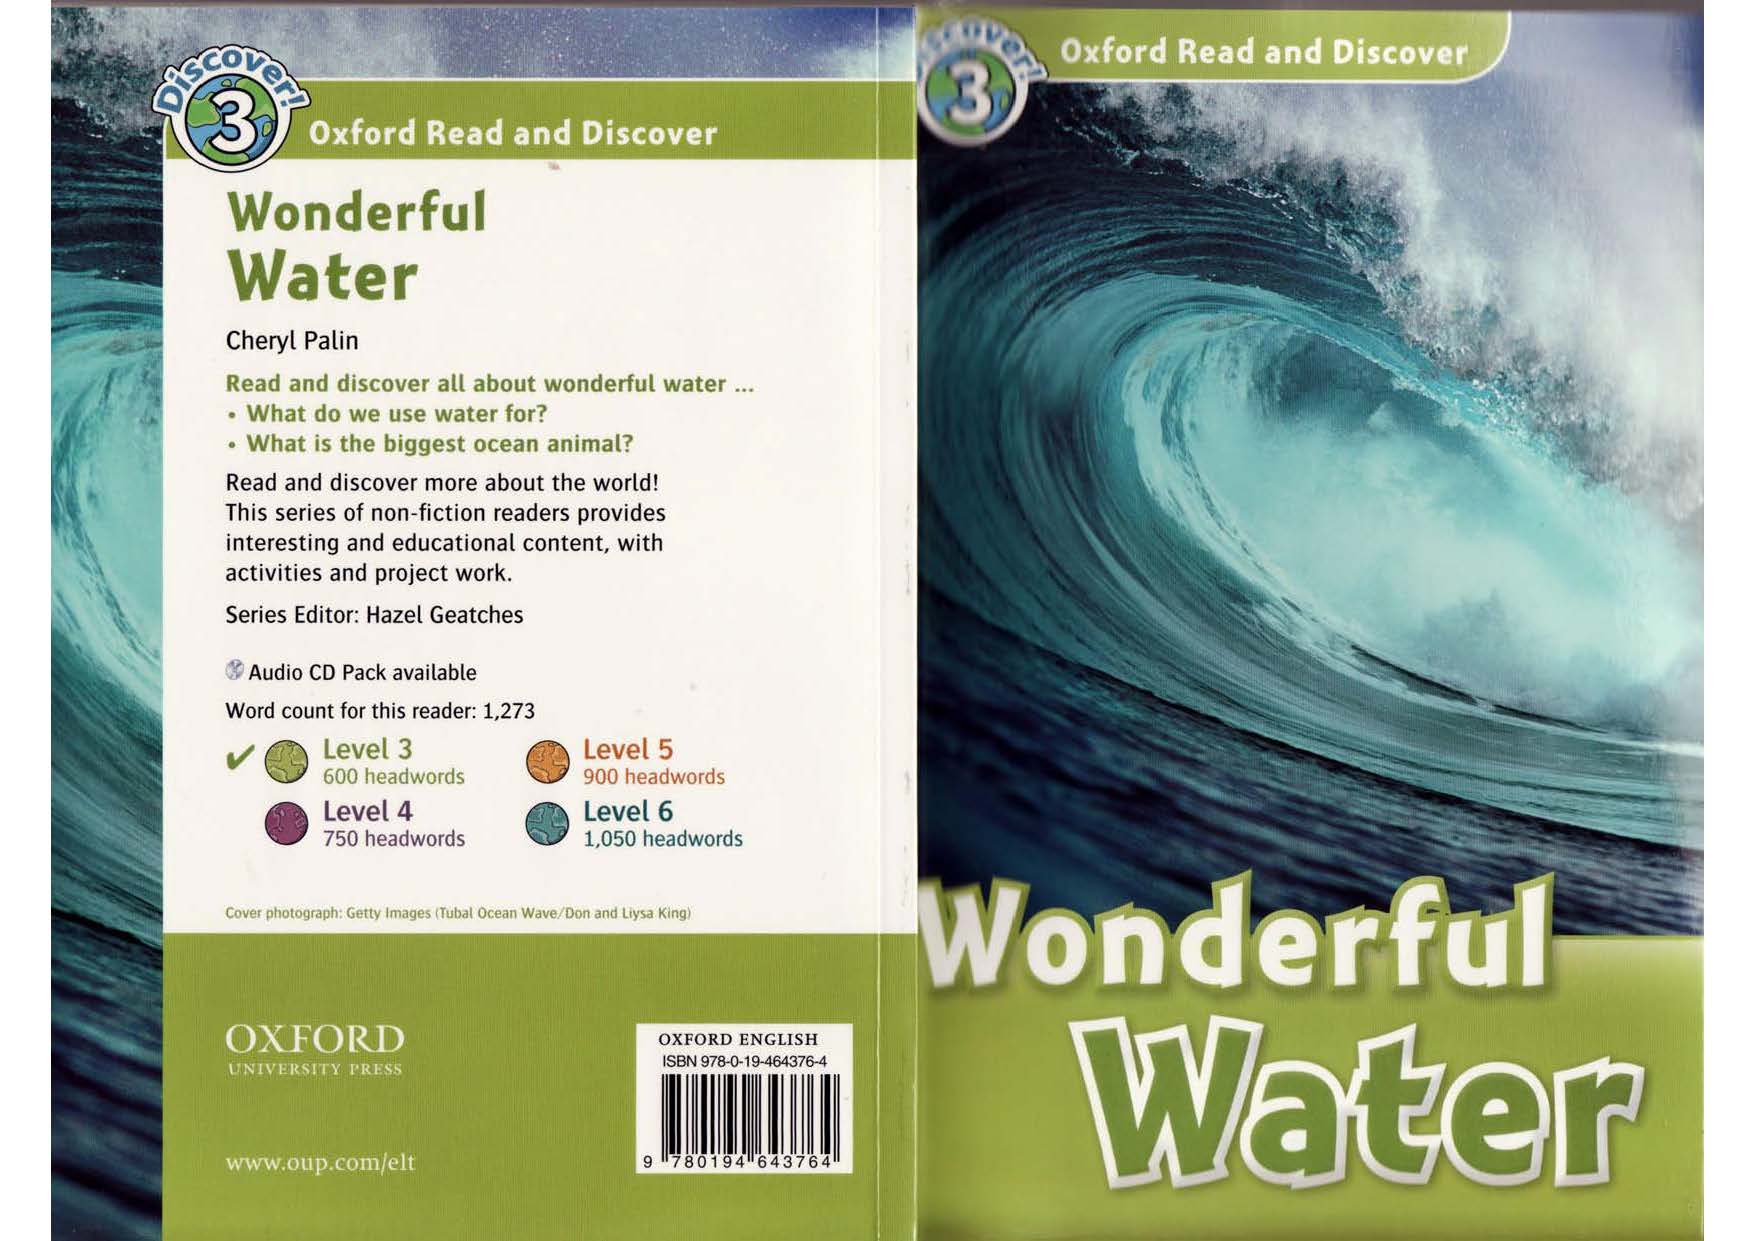 Discover!
3
Oxford Read and Discover
Wonderful
Water
Cheryl Palin
Read and discover all about wonderful water ...
• What do we use water for?
• What is the biggest ocean animal?
Read and discover more about the world!
This series of non-fiction readers provides
interesting and educational content, with
activities and project work.
Series Editor: Hazel Geatches
Audio CD Pack available
Word count for this reader: 1,273
✓ Level 3
600 headwords
Level 4
750 headwords
Level 5
900 headwords
Level 6
1,050 headwords
Cover photograph: Getty Images (Tubal Ocean Wave/Don and Liysa King)
OXFORD
UNIVERSITY PRESS
www.oup.com/elt
OXFORD ENGLISH
ISBN 978-0-19-464376-4
9 780194 643764
Discover!
3
Oxford Read and Discover
Wonderful
Water